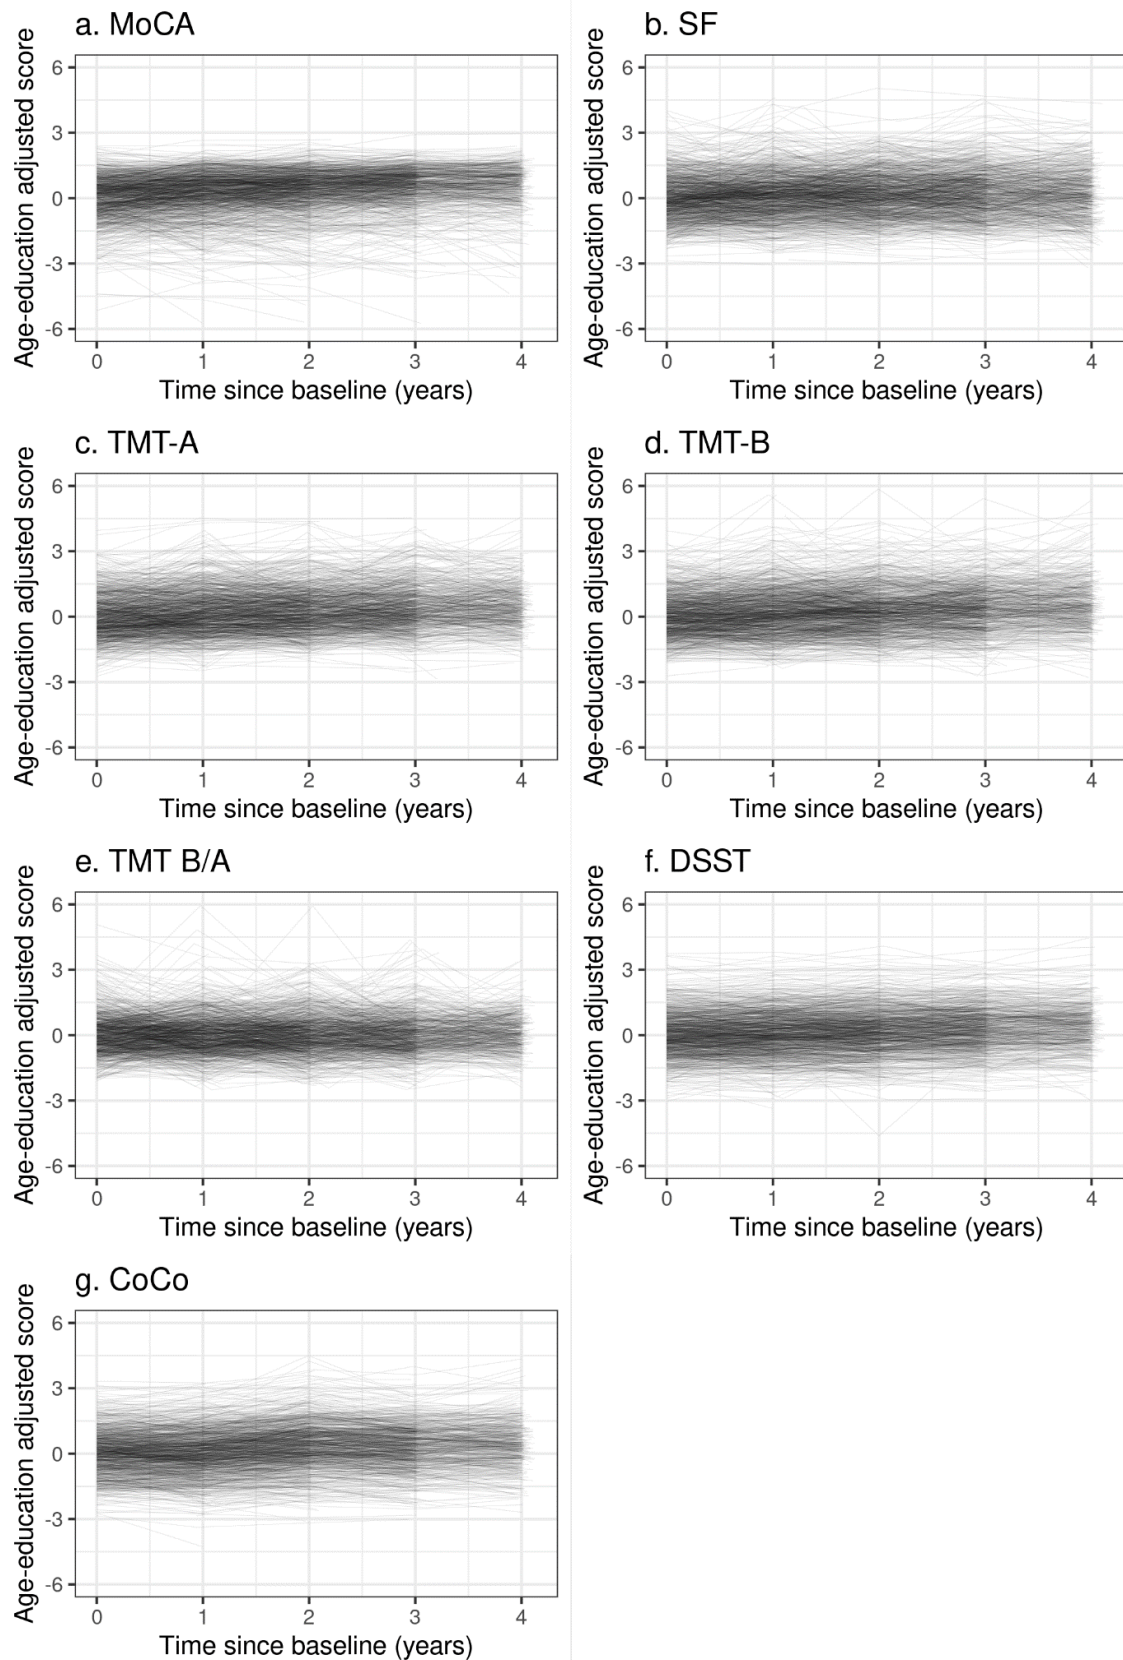 a. MoCA
Age-education adjusted score
6
3
0
-3
-6
0 1 2 3 4
Time since baseline (years)
b. SF
Age-education adjusted score
6
3
0
-3
-6
0 1 2 3 4
Time since baseline (years)
c. TMT-A
Age-education adjusted score
6
3
0
-3
-6
0 1 2 3 4
Time since baseline (years)
d. TMT-B
Age-education adjusted score
6
3
0
-3
-6
0 1 2 3 4
Time since baseline (years)
e. TMT B/A
Age-education adjusted score
6
3
0
-3
-6
0 1 2 3 4
Time since baseline (years)
f. DSST
Age-education adjusted score
6
3
0
-3
-6
0 1 2 3 4
Time since baseline (years)
g. CoCo
Age-education adjusted score
6
3
0
-3
-6
0 1 2 3 4
Time since baseline (years)